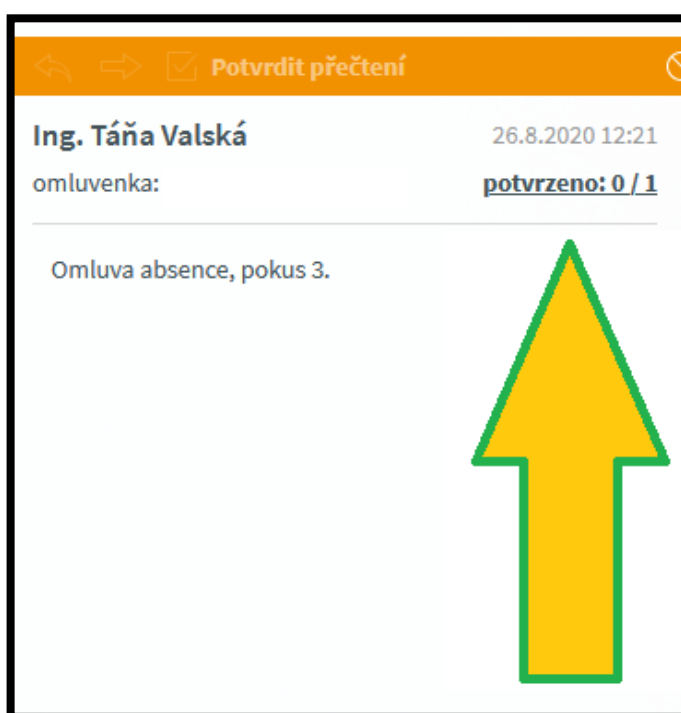 Potvrdit přečtení
Ing. Táňa Valská 26.8.2020 12:21
omluvenka: potvrzeno: 0 / 1
Omluva absence, pokus 3.